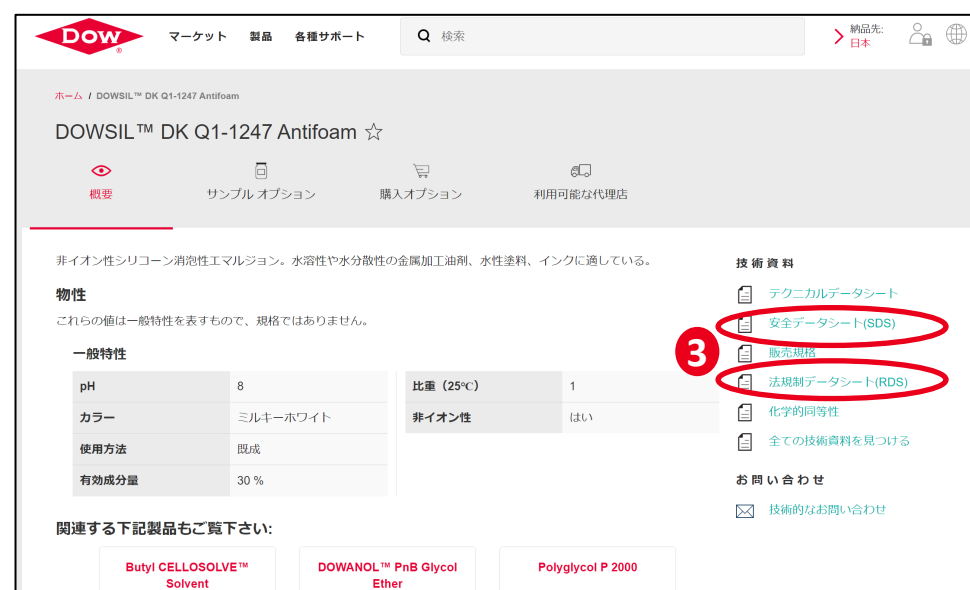 Dow
®
マーケット 製品 各種サポート
検索
納品先:
日本
ホーム / DOWSIL™ DK Q1-1247 Antifoam
DOWSIL™ DK Q1-1247 Antifoam ☆
概要 サンプル オプション 購入オプション 利用可能な代理店
非イオン性シリコーン消泡性エマルジョン。水溶性や水分散性の金属加工油剤、水性塗料、インクに適している。
物性
これらの値は一般特性を表すもので、規格ではありません。
一般特性
pH 8 比重（25℃） 1
カラー ミルキーホワイト 非イオン性 はい
使用方法 既成
有効成分量 30 %
関連する下記製品もご覧下さい:
Butyl CELLOSOLVE™
Solvent
DOWANOL™ PnB Glycol
Ether
Polyglycol P 2000
技術資料
テクニカルデータシート
安全データシート(SDS)
3
販売規格
法規制データシート(RDS)
化学的同等性
全ての技術資料を見つける
お問い合わせ
技術的なお問い合わせ